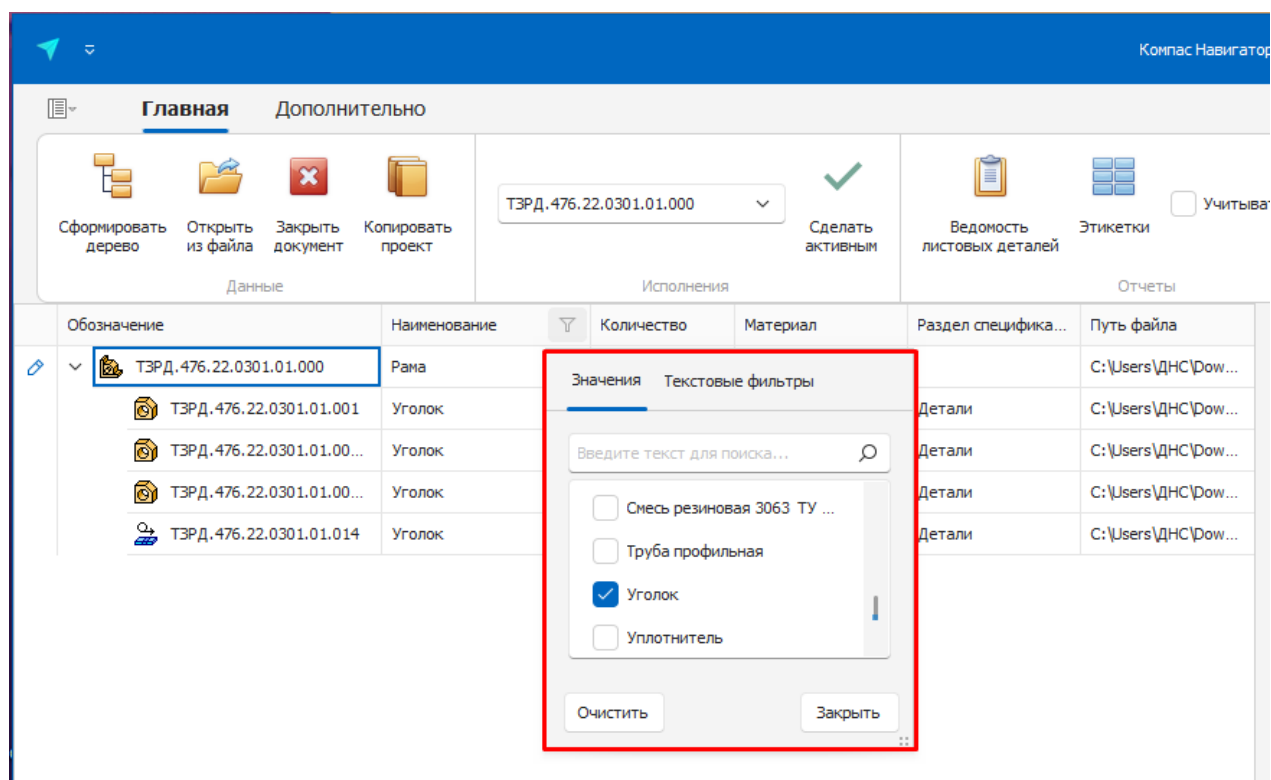 Компас Навигатор
Главная Дополнительно
Сформировать дерево
Открыть из файла
Закрыть документ
Копировать проект
Данные
ТЗРД.476.22.0301.01.000
Сделать активным
Исполнения
Ведомость листовых деталей
Этикетки
Отчеты
Обозначение Наименование Количество Материал Раздел специфика... Путь файла
ТЗРД.476.22.0301.01.000 Рама C:\Users\ДНС\Dow...
ТЗРД.476.22.0301.01.001 Уголок Детали C:\Users\ДНС\Dow...
ТЗРД.476.22.0301.01.00... Уголок Детали C:\Users\ДНС\Dow...
ТЗРД.476.22.0301.01.00... Уголок Детали C:\Users\ДНС\Dow...
ТЗРД.476.22.0301.01.014 Уголок Детали C:\Users\ДНС\Dow...
Значения Текстовые фильтры
Введите текст для поиска...
Смесь резиновая 3063 ТУ ...
Труба профильная
Уголок
Уплотнитель
Очистить Закрыть